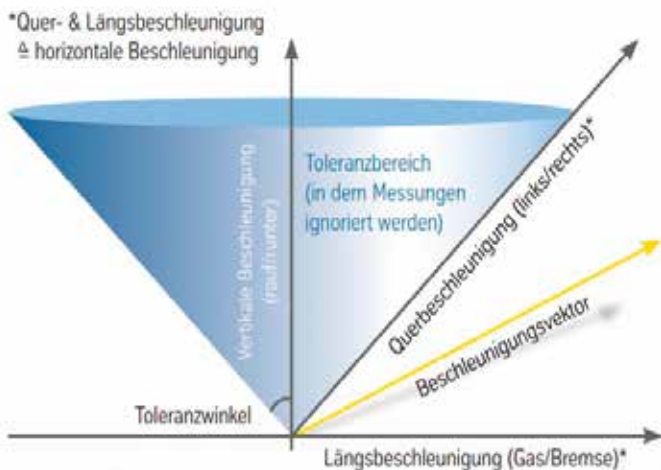 *Quer- & Längsbeschleunigung
≙ horizontale Beschleunigung
Vertikale Beschleunigung
(rauf/runter)
Toleranzbereich
(in dem Messungen
ignoriert werden)
Querbeschleunigung (links/rechts)*
Beschleunigungsvektor
Toleranzwinkel
Längsbeschleunigung (Gas/Bremse)*